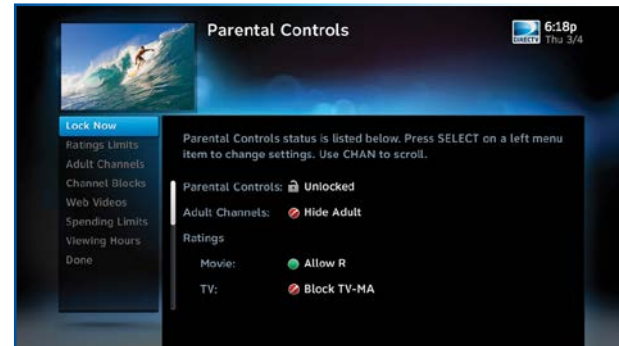 Parental Controls
6:18p
DIRECTV Thu 3/4
Lock Now
Ratings Limits
Adult Channels
Channel Blocks
Web Videos
Spending Limits
Viewing Hours
Done
Parental Controls status is listed below. Press SELECT on a left menu
item to change settings. Use CHAN to scroll.
Parental Controls: Unlocked
Adult Channels: Hide Adult
Ratings
Movie: Allow R
TV: Block TV-MA